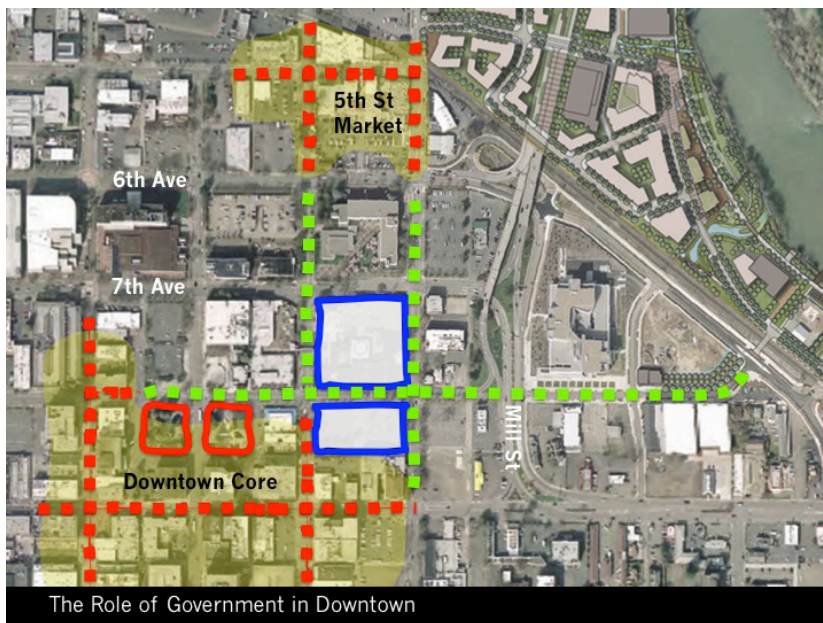 5th St
Market
6th Ave
7th Ave
Mill St
Downtown Core
The Role of Government in Downtown